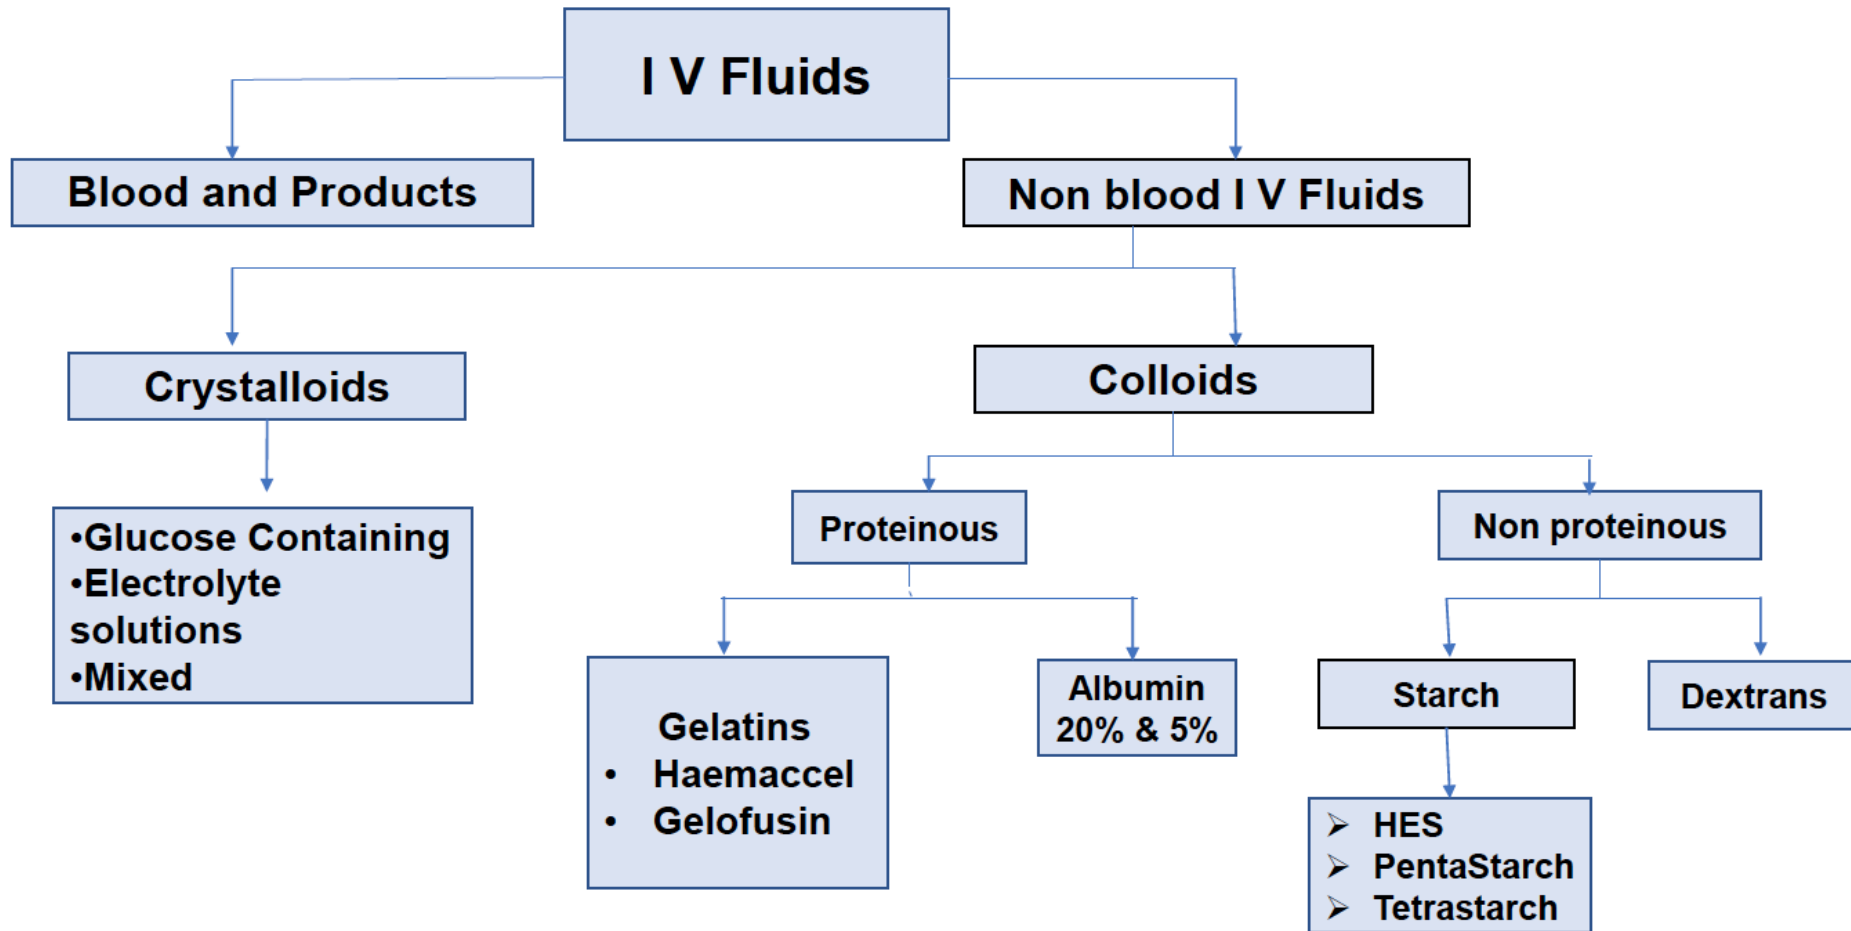 I V Fluids
Blood and Products
Non blood I V Fluids
Crystalloids
Colloids
•Glucose Containing
•Electrolyte
solutions
•Mixed
Proteinous
Non proteinous
Gelatins
• Haemaccel
• Gelofusin
Albumin
20% & 5%
Starch
Dextrans
➢ HES
➢ PentaStarch
➢ Tetrastarch